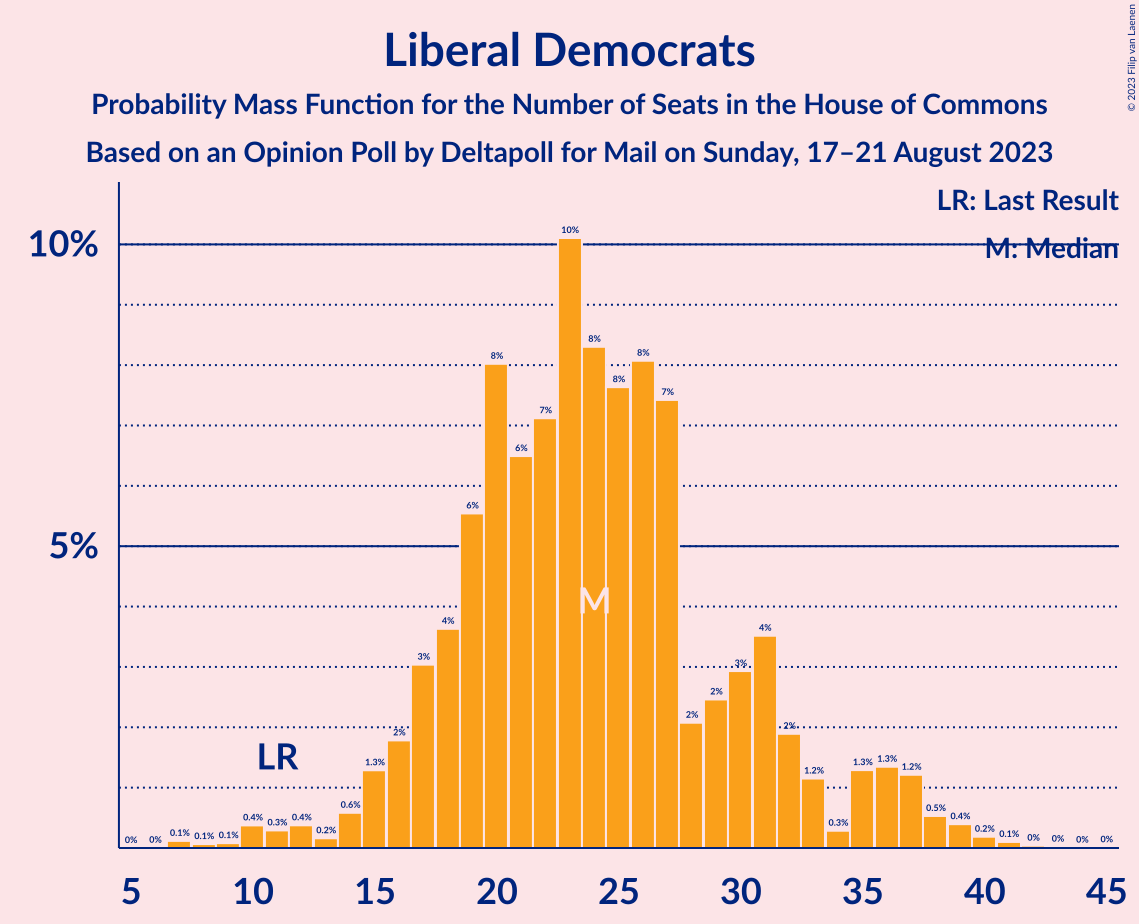 Liberal Democrats
Probability Mass Function for the Number of Seats in the House of Commons
Based on an Opinion Poll by Deltapoll for Mail on Sunday, 17–21 August 2023
© 2023 Filip van Laenen
LR: Last Result
M: Median
10%
5%
0% 0% 0.1% 0.1% 0.1% 0.4% 0.3% 0.4% 0.2% 0.6% 1.3% 2% 3% 4% 6% 8% 6% 7% 10% 8% 8% 8% 7% 2% 2% 3% 4% 2% 1.2% 0.3% 1.3% 1.3% 1.2% 0.5% 0.4% 0.2% 0.1% 0% 0% 0% 0%
LR
M
5 10 15 20 25 30 35 40 45